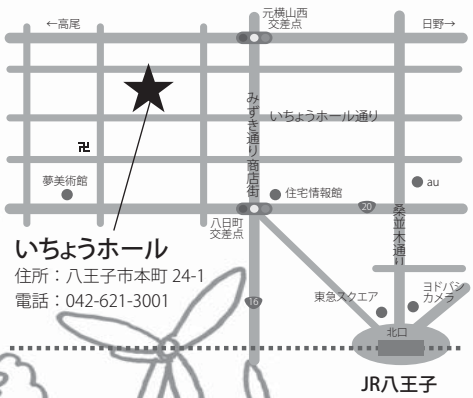 元横山西
交差点
←高尾
日野→
みずき通り商店街
いちょうホール通り
卍
夢美術館
住宅情報館
au
20
八日町
交差点
桑並木通り
いちょうホール
住所：八王子市本町 24-1
電話：042-621-3001
16
東急スクエア
ヨドバシ
カメラ
北口
JR八王子